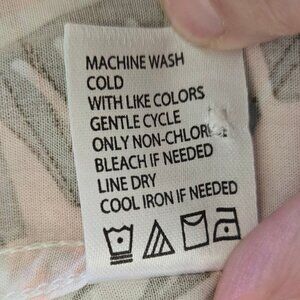 MACHINE WASH
COLD
WITH LIKE COLORS
GENTLE CYCLE
ONLY NON-CHLORINE
BLEACH IF NEEDED
LINE DRY
COOL IRON IF NEEDED